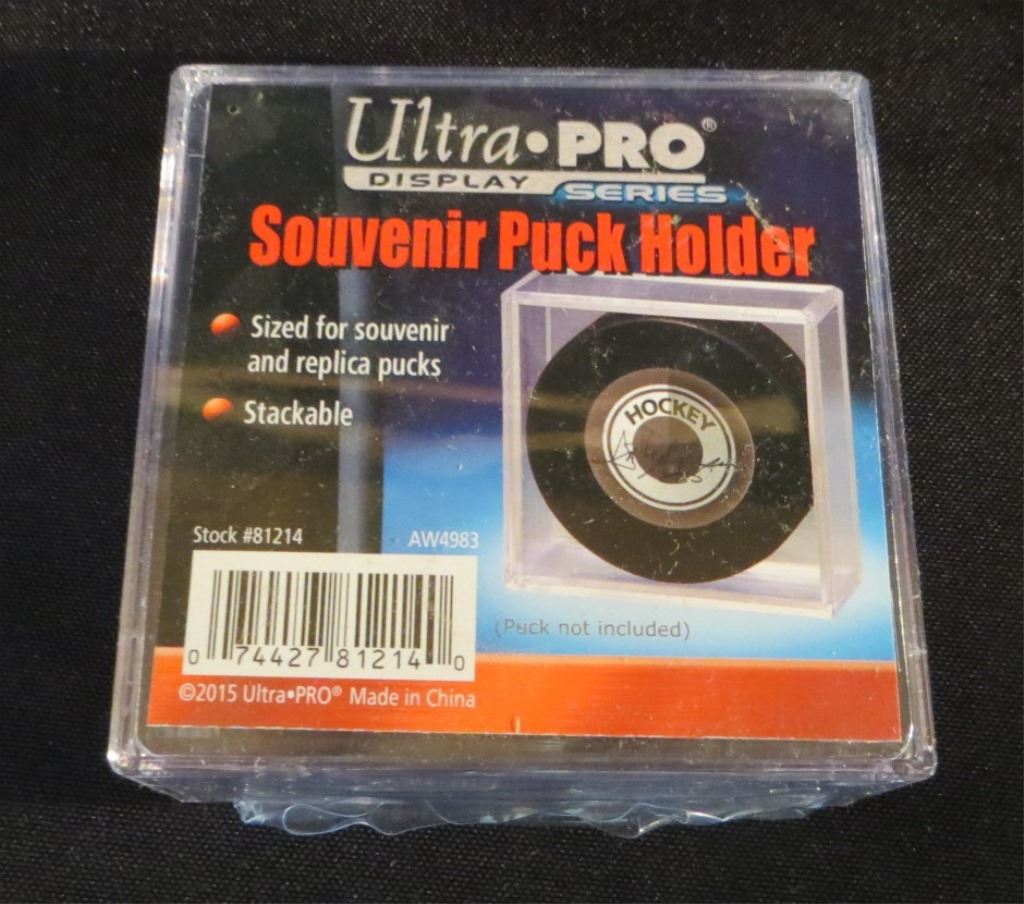 Ultra•PRO®
DISPLAY SERIES
Souvenir Puck Holder
Sized for souvenir
and replica pucks
Stackable
HOCKEY
Stock #81214 AW4983
(Puck not included)
0 74427 81214 0
©2015 Ultra•PRO® Made in China